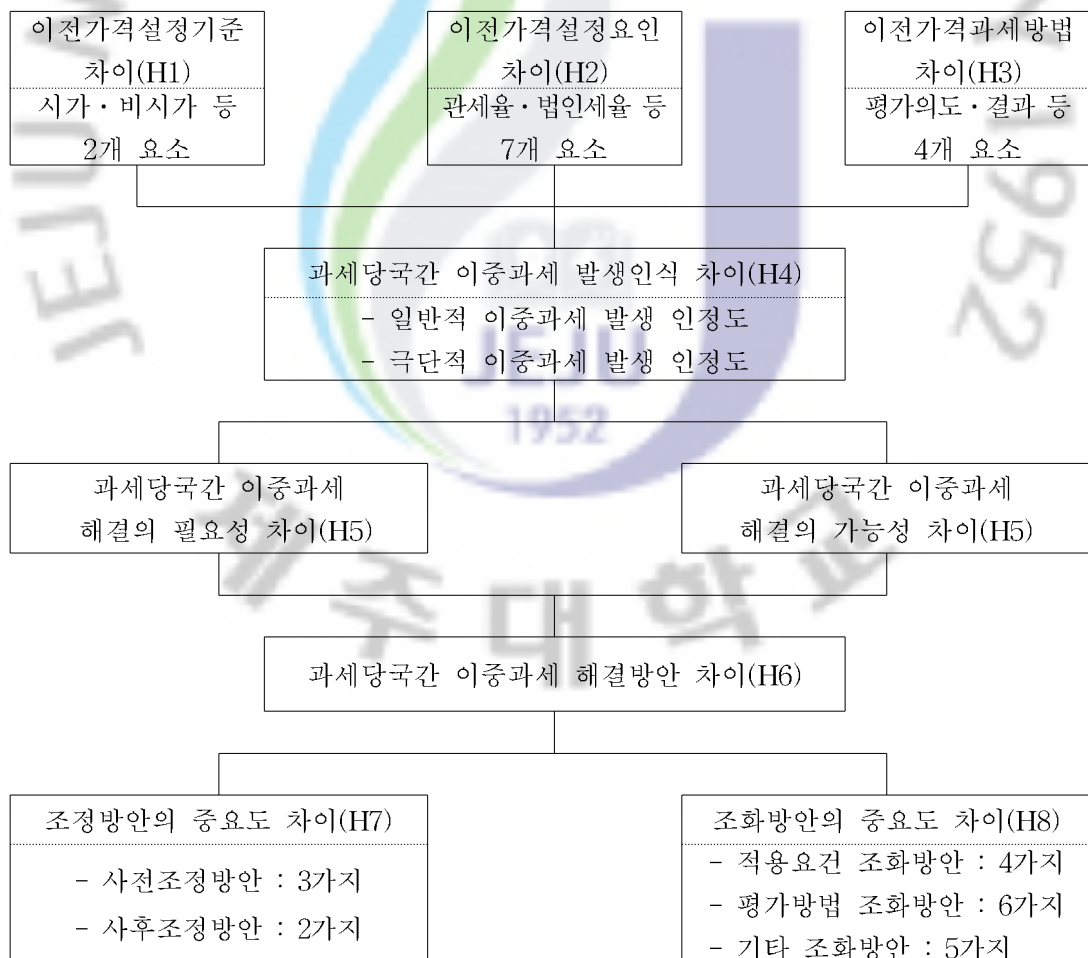 이전가격설정기준
차이(H1)
시가·비시가 등
2개 요소
이전가격설정요인
차이(H2)
관세율·법인세율 등
7개 요소
이전가격과세방법
차이(H3)
평가의도·결과 등
4개 요소
과세당국간 이중과세 발생인식 차이(H4)
- 일반적 이중과세 발생 인정도
- 극단적 이중과세 발생 인정도
JEJU
1952
과세당국간 이중과세
해결의 필요성 차이(H5)
과세당국간 이중과세
해결의 가능성 차이(H5)
제주대학교
과세당국간 이중과세 해결방안 차이(H6)
조정방안의 중요도 차이(H7)
- 사전조정방안 : 3가지
- 사후조정방안 : 2가지
조화방안의 중요도 차이(H8)
- 적용요건 조화방안 : 4가지
- 평가방법 조화방안 : 6가지
- 기타 조화방안 : 5가지
JEJU
1952